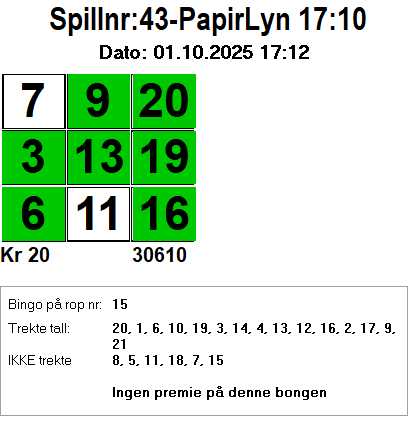 Spillnr:43-PapirLyn 17:10
Dato: 01.10.2025 17:12
7 9 20
3 13 19
6 11 16
Kr 20 30610
Bingo på rop nr: 15
Trekte tall: 20, 1, 6, 10, 19, 3, 14, 4, 13, 12, 16, 2, 17, 9,
21
IKKE trekte 8, 5, 11, 18, 7, 15
Ingen premie på denne bongen